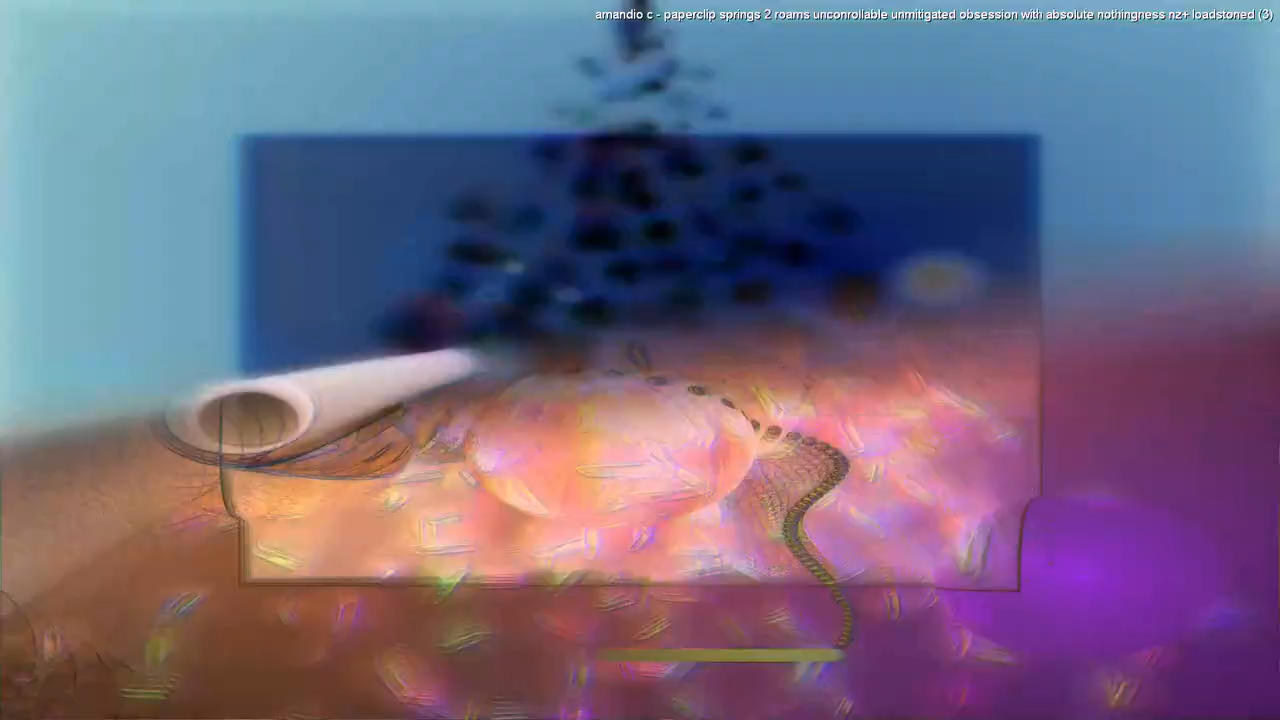 amandio c - paperclip springs 2 roams unconrollable unmitigated obsession with absolute nothingness nz+ loadstoned (3)